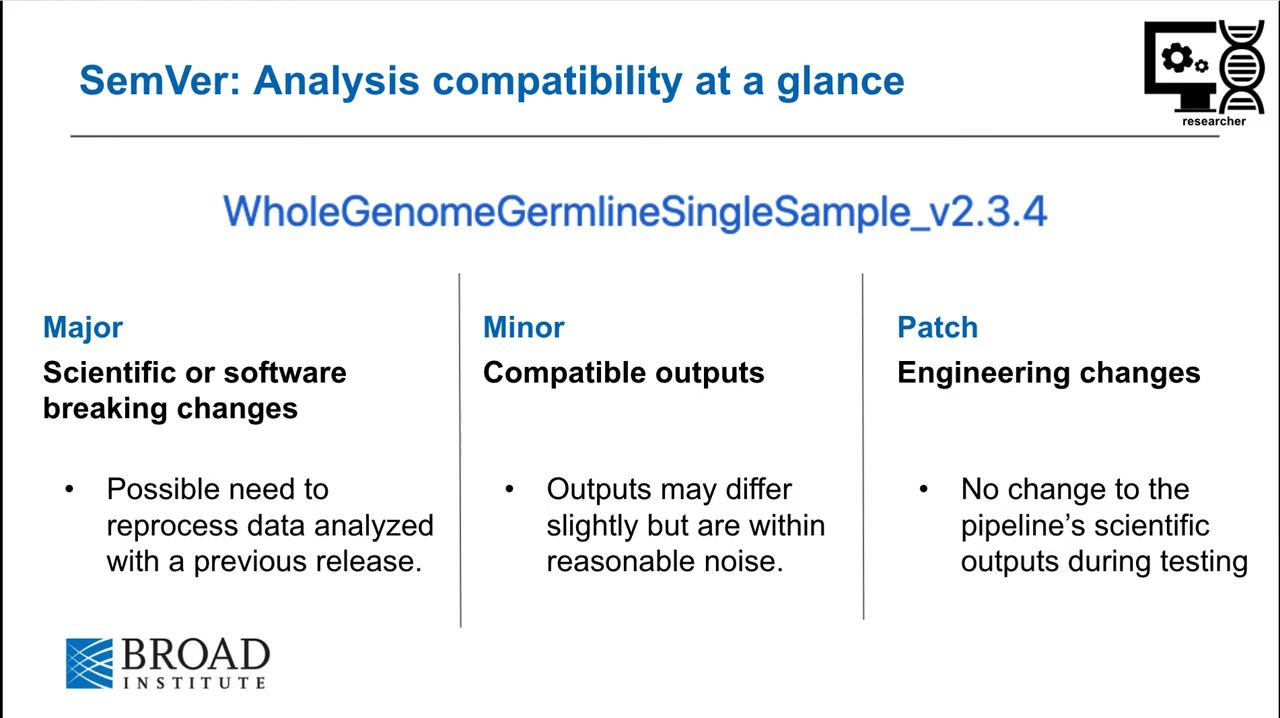 SemVer: Analysis compatibility at a glance
researcher
WholeGenomeGermlineSingleSample_v2.3.4
Major
Scientific or software
breaking changes
• Possible need to
reprocess data analyzed
with a previous release.
Minor
Compatible outputs
• Outputs may differ
slightly but are within
reasonable noise.
Patch
Engineering changes
• No change to the
pipeline’s scientific
outputs during testing
BROAD
INSTITUTE